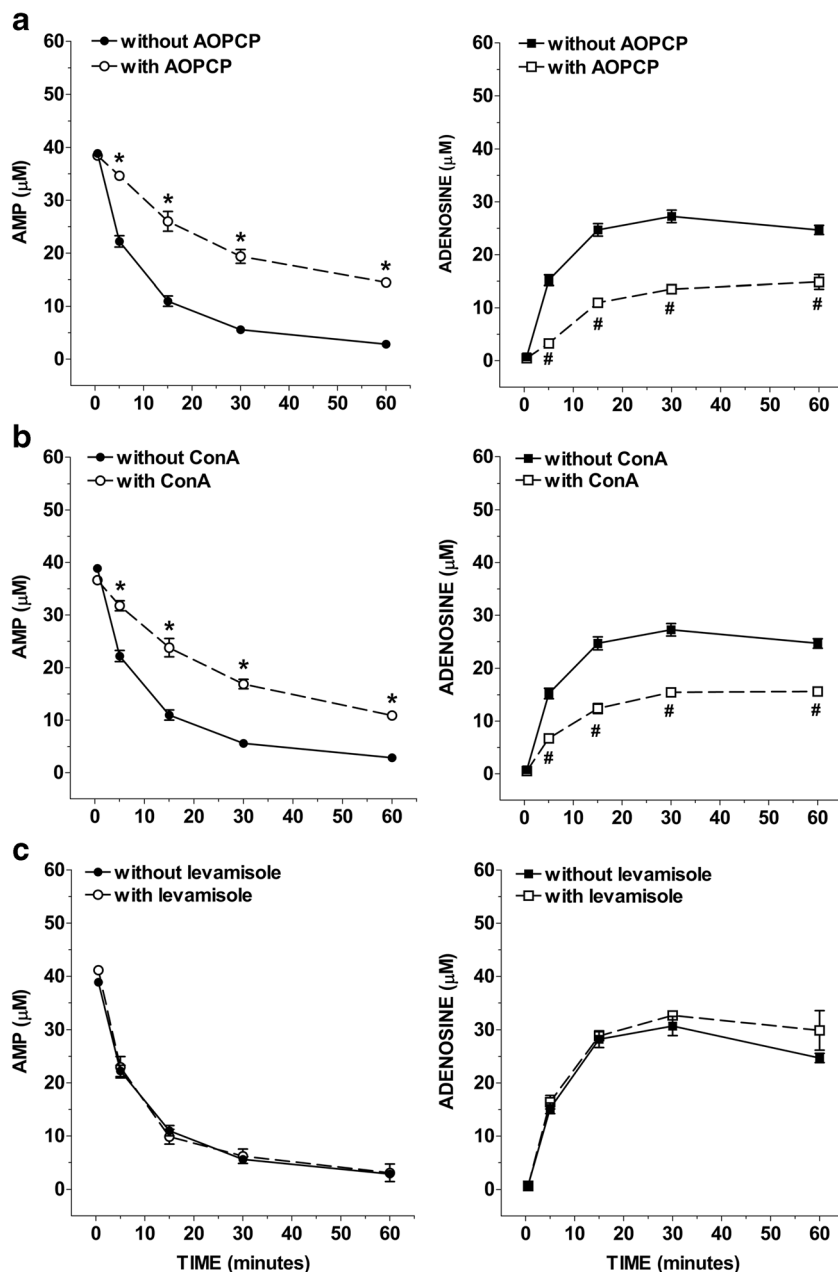 a
without AOPCP
with AOPCP
60
50
40
30
20
10
0
AMP (µM)
*
*
*
*
0 10 20 30 40 50 60
without AOPCP
with AOPCP
60
50
40
30
20
10
0
ADENOSINE (µM)
#
#
#
#
0 10 20 30 40 50 60
b
without ConA
with ConA
60
50
40
30
20
10
0
AMP (µM)
*
*
*
*
0 10 20 30 40 50 60
without ConA
with ConA
60
50
40
30
20
10
0
ADENOSINE (µM)
#
#
#
#
0 10 20 30 40 50 60
c
without levamisole
with levamisole
60
50
40
30
20
10
0
AMP (µM)
0 10 20 30 40 50 60
TIME (minutes)
without levamisole
with levamisole
60
50
40
30
20
10
0
ADENOSINE (µM)
0 10 20 30 40 50 60
TIME (minutes)